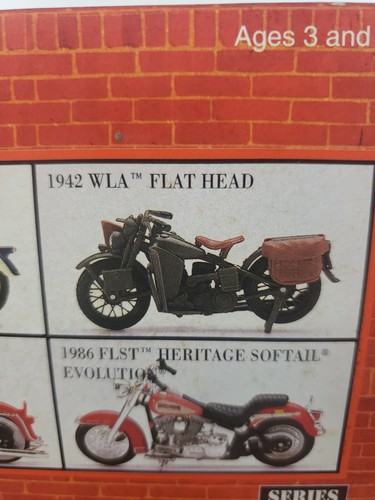 Ages 3 and
1942 WLA™ FLAT HEAD
1986 FLST™ HERITAGE SOFTAIL®
EVOLUTION®
SERIES